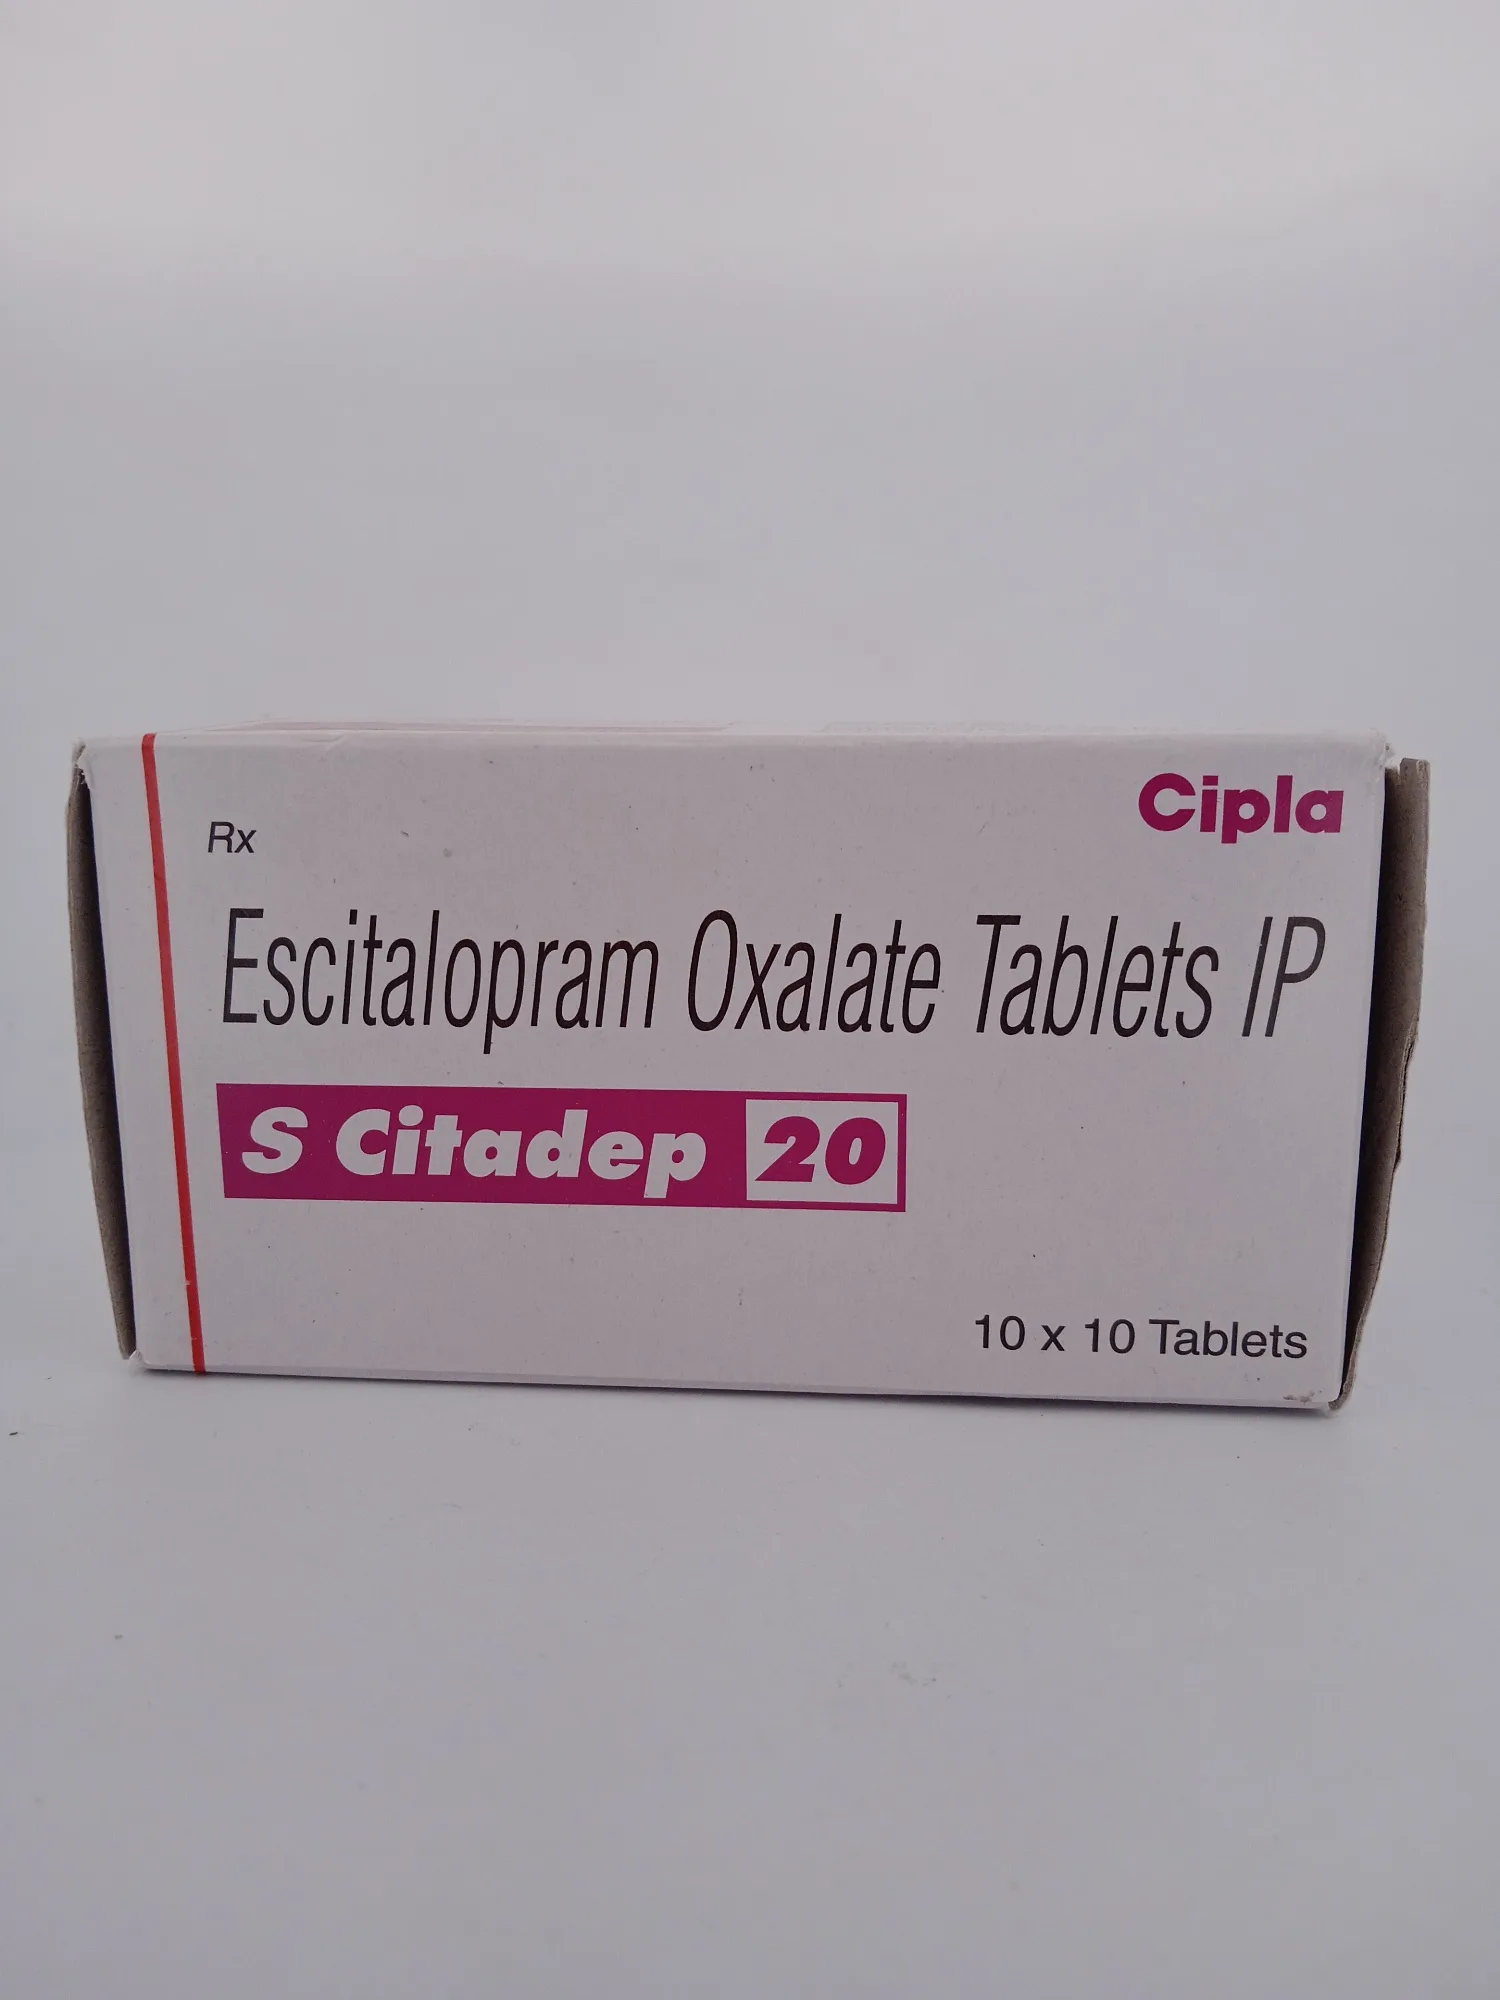 Cipla
Rx
Escitalopram Oxalate Tablets IP
S Citadep 20
10 x 10 Tablets